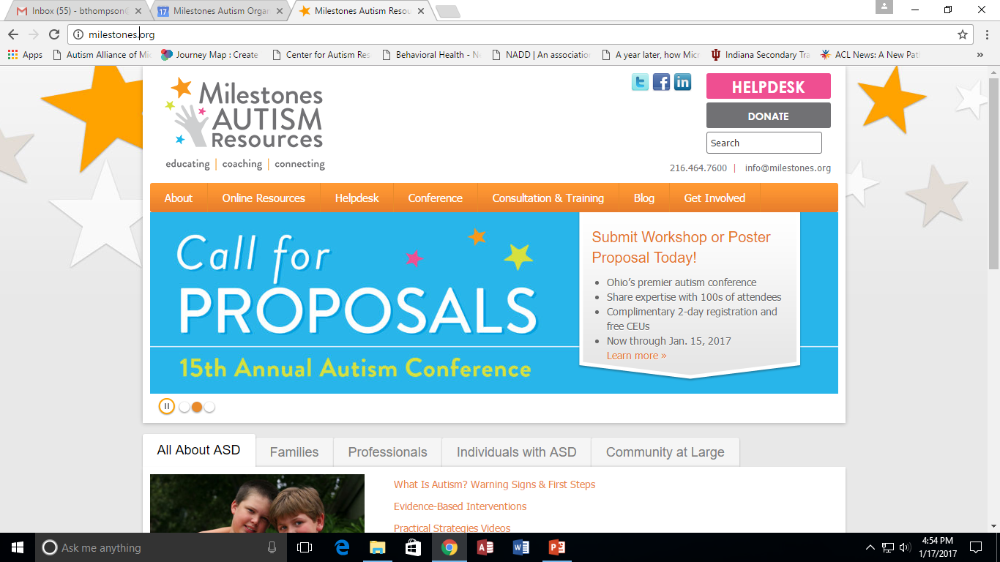 Inbox (55) - bthompson@
Milestones Autism Organ
Milestones Autism Resou
milestones.org
Apps
Autism Alliance of Mic
Journey Map : Create
Center for Autism Res
Behavioral Health - N
NADD | An association
A year later, how Micr
Indiana Secondary Tra
ACL News: A New Pat
»
Milestones
AUTISM
Resources
educating | coaching | connecting
HELPDESK
DONATE
Search
216.464.7600 | info@milestones.org
About
Online Resources
Helpdesk
Conference
Consultation & Training
Blog
Get Involved
Call for
PROPOSALS
15th Annual Autism Conference
Submit Workshop or Poster
Proposal Today!
Ohio's premier autism conference
Share expertise with 100s of attendees
Complimentary 2-day registration and
free CEUs
Now through Jan. 15, 2017
Learn more »
All About ASD
Families
Professionals
Individuals with ASD
Community at Large
What Is Autism? Warning Signs & First Steps
Evidence-Based Interventions
Practical Strategies Videos
Ask me anything
4:54 PM
1/17/2017